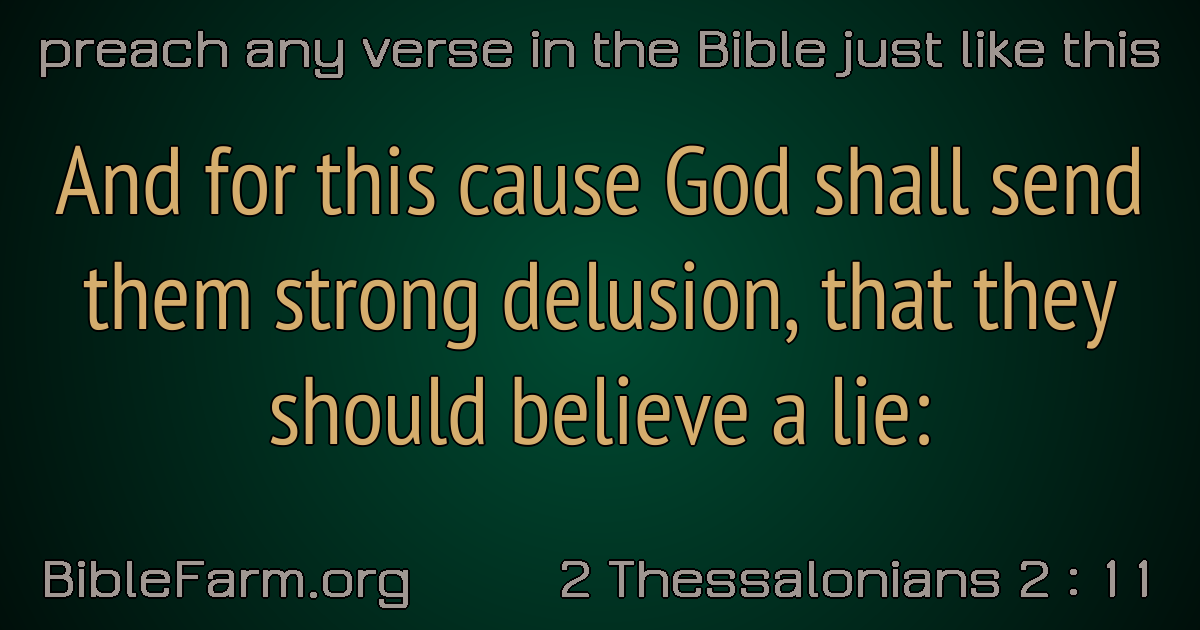 preach any verse in the Bible just like this
And for this cause God shall send
them strong delusion, that they
should believe a lie:
BibleFarm.org
2 Thessalonians 2 : 11